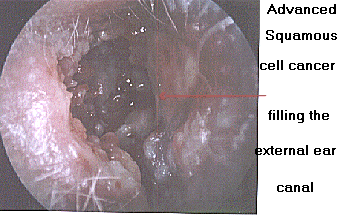 Advanced
Squamous
cell cancer
filling the
external ear
canal